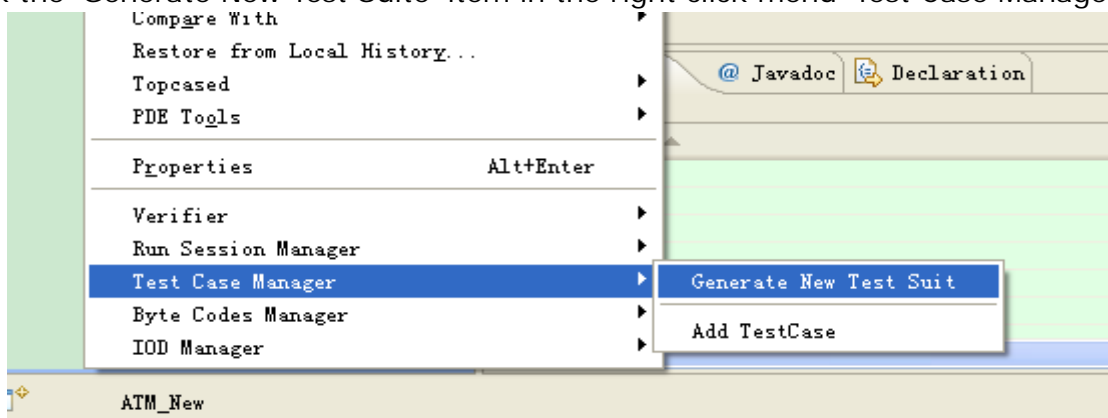 the "Generate New Test Suite" item in the right-click menu "Test Case Manage
Compare With
Restore from Local History...
Topcased
PDE Tools
Properties Alt+Enter
Verifier
Run Session Manager
Test Case Manager
Byte Codes Manager
IOD Manager
@ Javadoc Declaration
Generate New Test Suit
Add TestCase
ATM_New